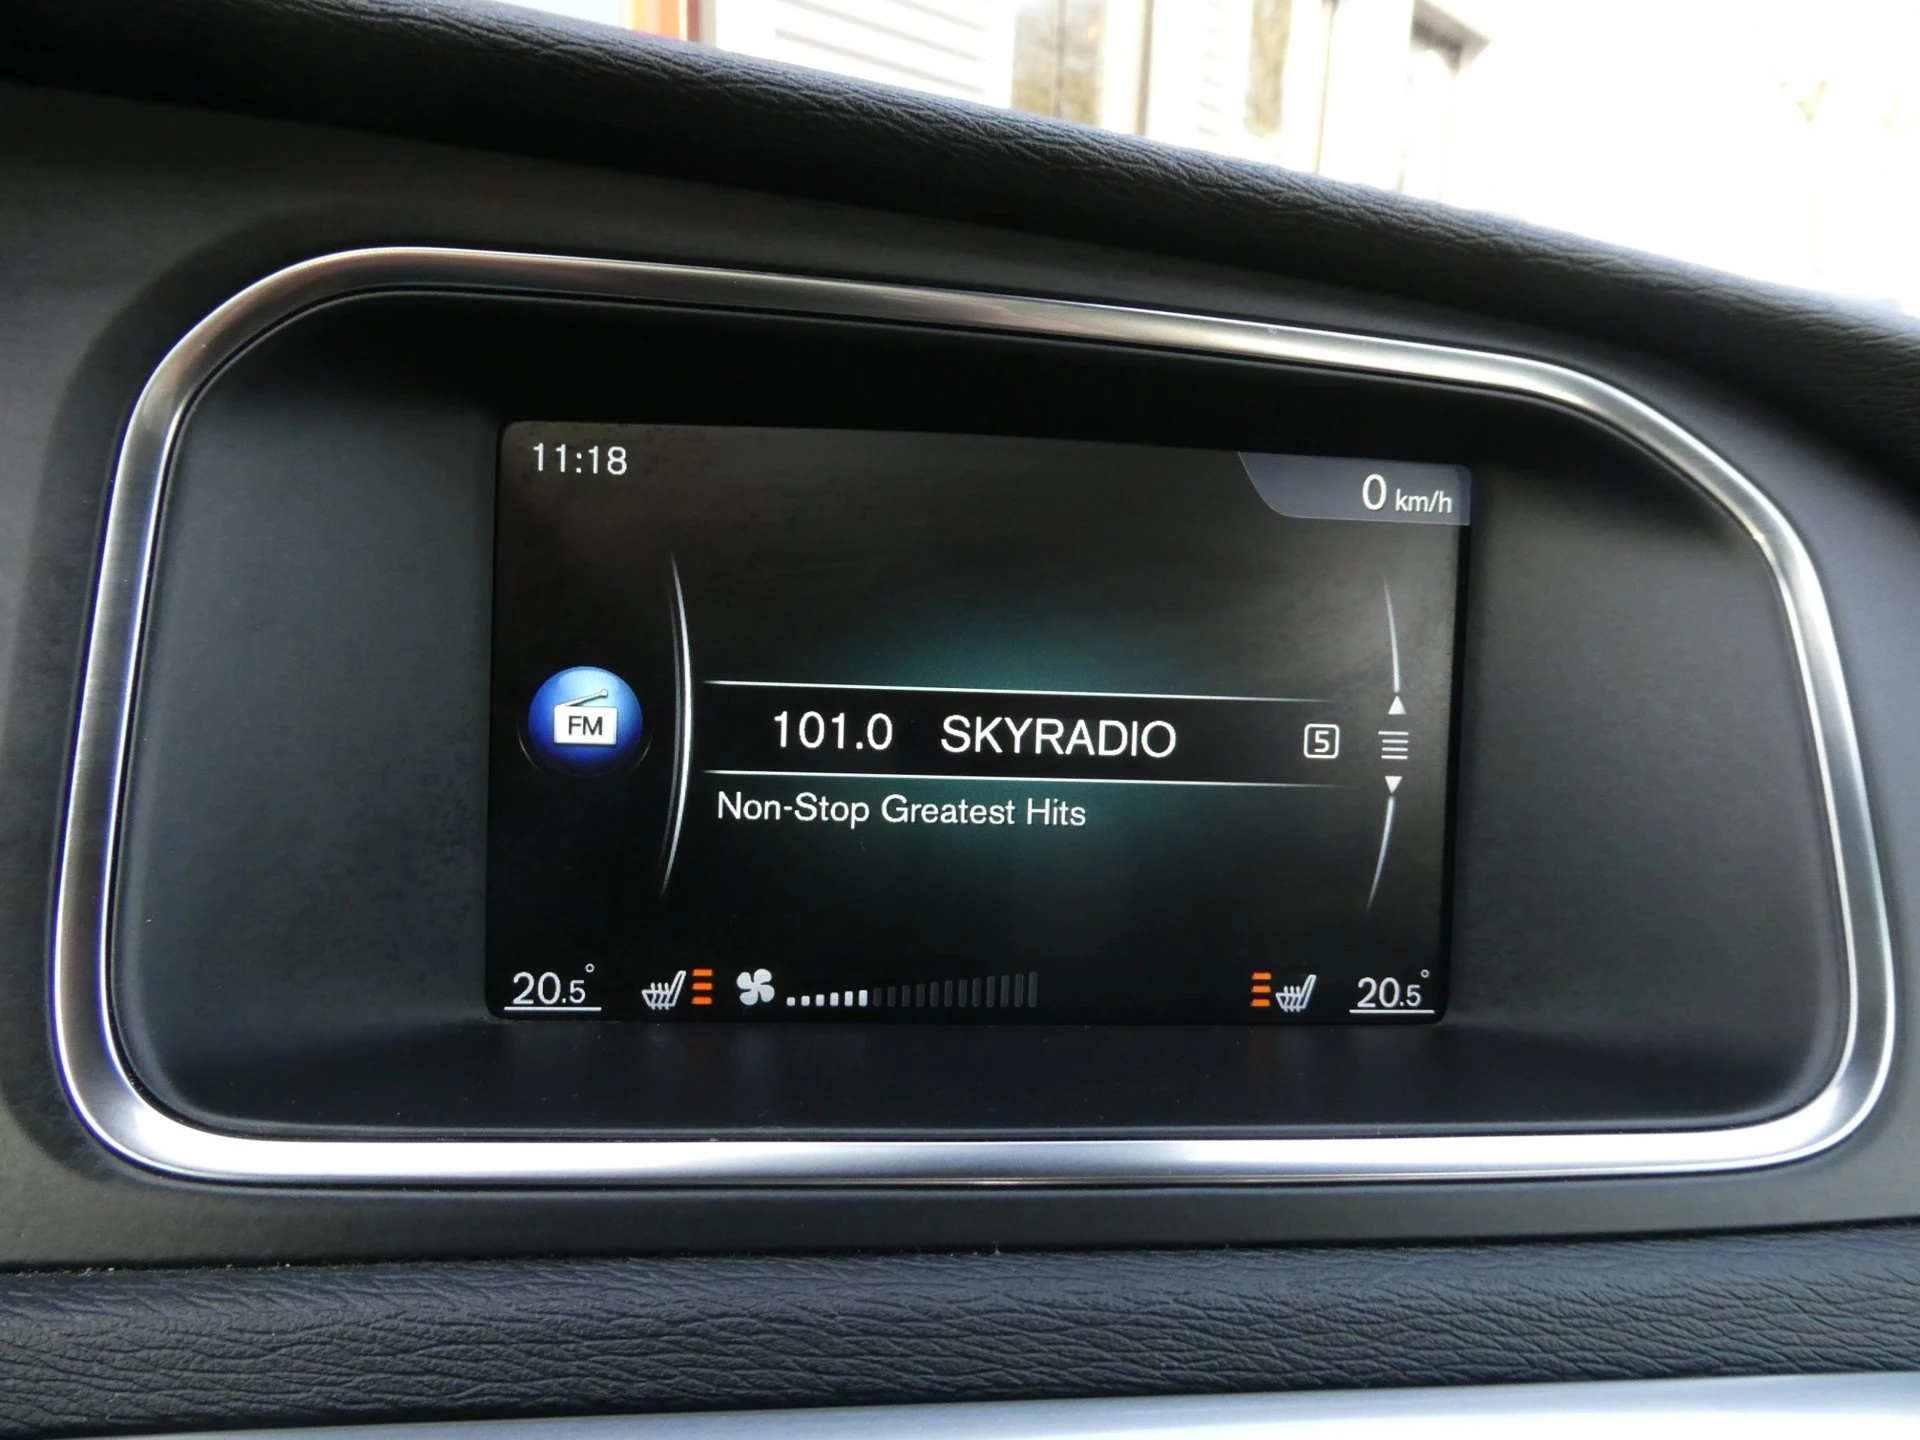 11:18
0 km/h
FM
101.0 SKYRADIO 5
Non-Stop Greatest Hits
20.5° 20.5°